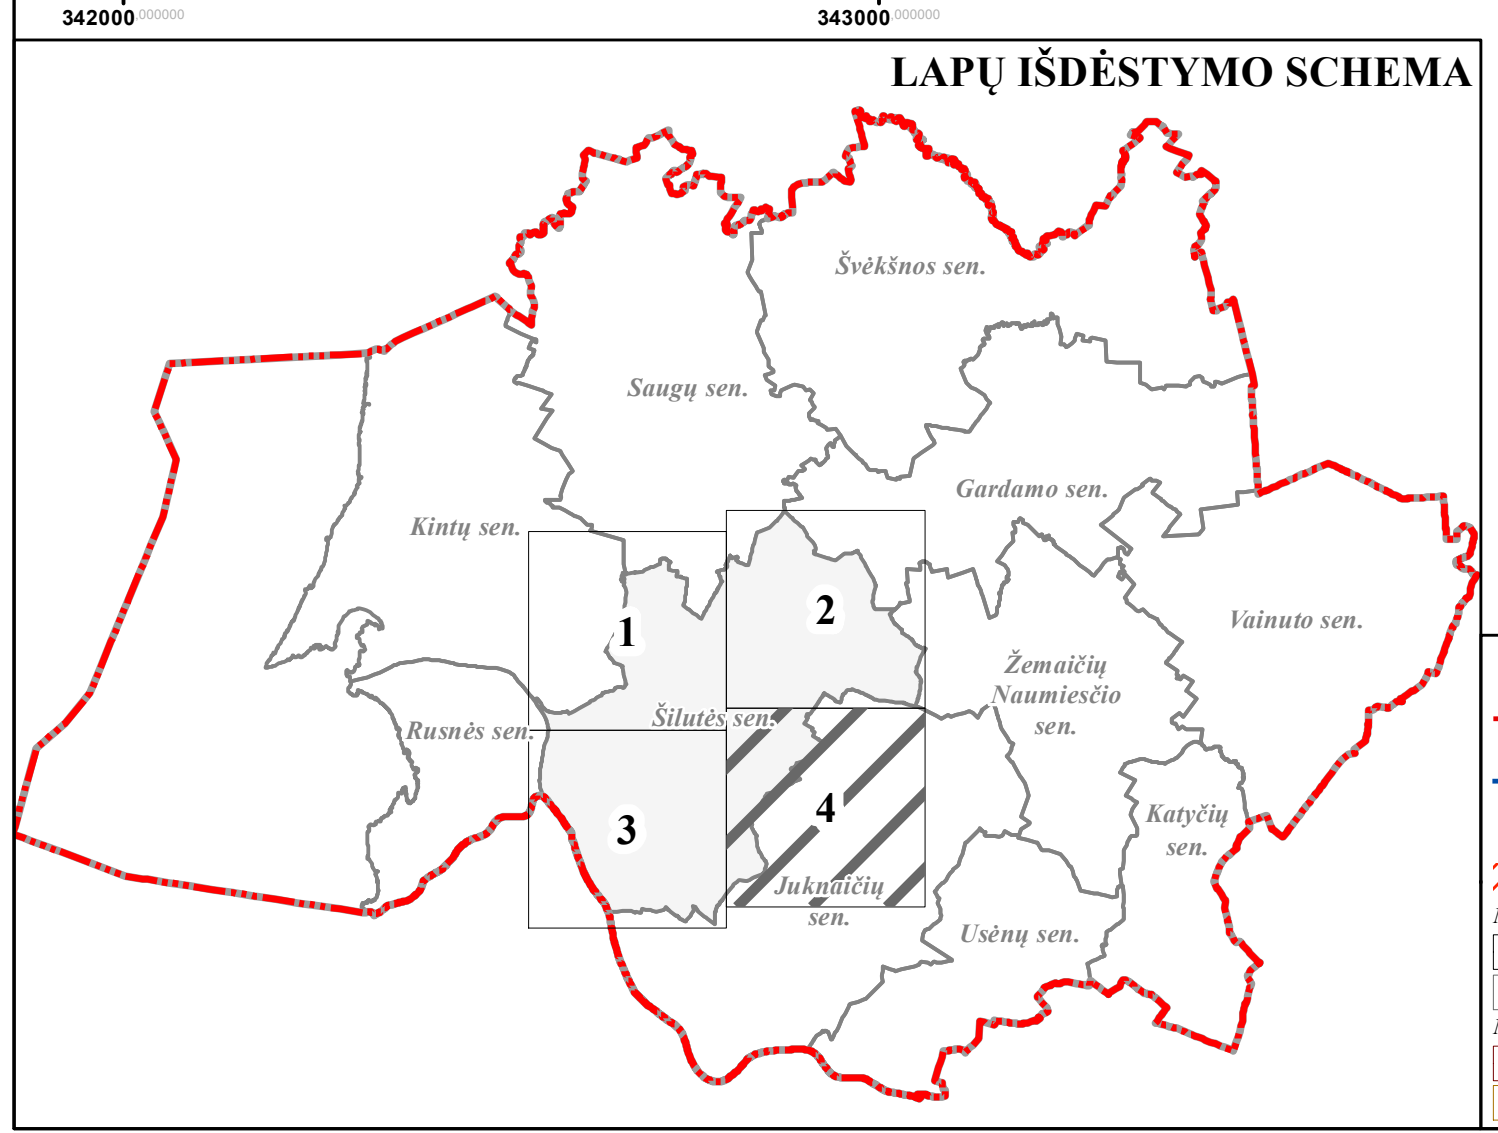 342000.000000 343000.000000
LAPŲ IŠDĖSTYMO SCHEMA
Švėkšnos sen.
Saugų sen.
Gardamo sen.
Kintų sen.
Vainuto sen.
1
2
Žemaičių
Naumiesčio
sen.
Šilutės sen.
Rusnės sen.
3
4
Katyčių
sen.
Juknaičių
sen.
Usėnų sen.